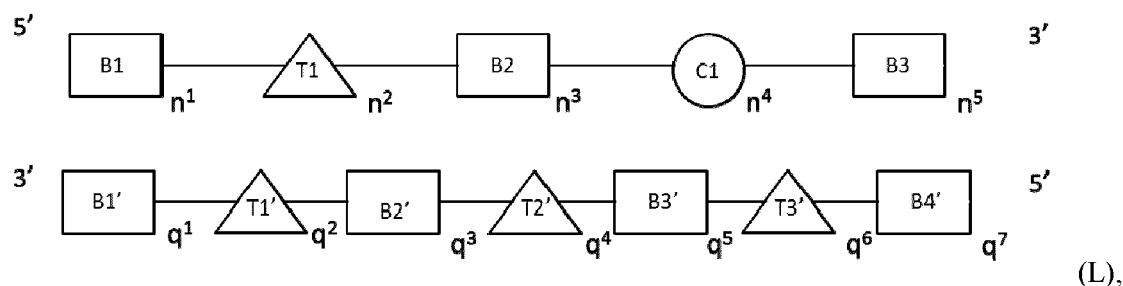 5’ B1 T1 B2 C1 B3 3’
n¹ n² n³ n⁴ n⁵
3’ B1’ T1’ B2’ T2’ B3’ T3’ B4’ 5’
q¹ q² q³ q⁴ q⁵ q⁶ q⁷
(L),